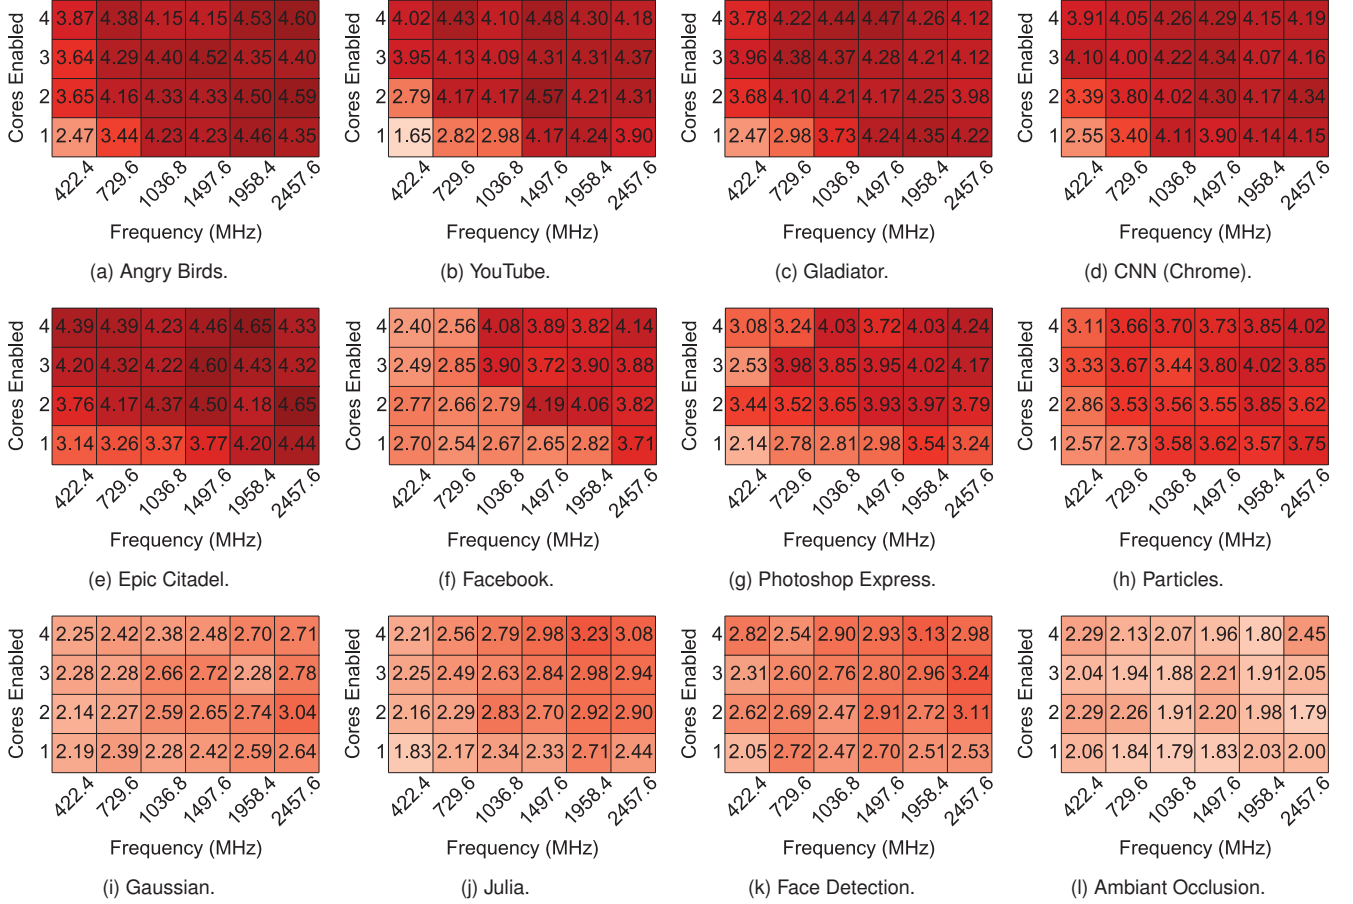 Cores Enabled
4 3.87 4.38 4.15 4.15 4.53 4.60
3 3.64 4.29 4.40 4.52 4.35 4.40
2 3.65 4.16 4.33 4.33 4.50 4.59
1 2.47 3.44 4.23 4.23 4.46 4.35
422.4 729.6 1036.8 1497.6 1958.4 2457.6
Frequency (MHz)
(a) Angry Birds.
Cores Enabled
4 4.02 4.43 4.10 4.48 4.30 4.18
3 3.95 4.13 4.09 4.31 4.31 4.37
2 2.79 4.17 4.17 4.57 4.21 4.31
1 1.65 2.82 2.98 4.17 4.24 3.90
422.4 729.6 1036.8 1497.6 1958.4 2457.6
Frequency (MHz)
(b) YouTube.
Cores Enabled
4 3.78 4.22 4.44 4.47 4.26 4.12
3 3.96 4.38 4.37 4.28 4.21 4.12
2 3.68 4.10 4.21 4.17 4.25 3.98
1 2.47 2.98 3.73 4.24 4.35 4.22
422.4 729.6 1036.8 1497.6 1958.4 2457.6
Frequency (MHz)
(c) Gladiator.
Cores Enabled
4 3.91 4.05 4.26 4.29 4.15 4.19
3 4.10 4.00 4.22 4.34 4.07 4.16
2 3.39 3.80 4.02 4.30 4.17 4.34
1 2.55 3.40 4.11 3.90 4.14 4.15
422.4 729.6 1036.8 1497.6 1958.4 2457.6
Frequency (MHz)
(d) CNN (Chrome).
Cores Enabled
4 4.39 4.39 4.23 4.46 4.65 4.33
3 4.20 4.32 4.22 4.60 4.43 4.32
2 3.76 4.17 4.37 4.50 4.18 4.65
1 3.14 3.26 3.37 3.77 4.20 4.44
422.4 729.6 1036.8 1497.6 1958.4 2457.6
Frequency (MHz)
(e) Epic Citadel.
Cores Enabled
4 2.40 2.56 4.08 3.89 3.82 4.14
3 2.49 2.85 3.90 3.72 3.90 3.88
2 2.77 2.66 2.79 4.19 4.06 3.82
1 2.70 2.54 2.67 2.65 2.82 3.71
422.4 729.6 1036.8 1497.6 1958.4 2457.6
Frequency (MHz)
(f) Facebook.
Cores Enabled
4 3.08 3.24 4.03 3.72 4.03 4.24
3 2.53 3.98 3.85 3.95 4.02 4.17
2 3.44 3.52 3.65 3.93 3.97 3.79
1 2.14 2.78 2.81 2.98 3.54 3.24
422.4 729.6 1036.8 1497.6 1958.4 2457.6
Frequency (MHz)
(g) Photoshop Express.
Cores Enabled
4 3.11 3.66 3.70 3.73 3.85 4.02
3 3.33 3.67 3.44 3.80 4.02 3.85
2 2.86 3.53 3.56 3.55 3.85 3.62
1 2.57 2.73 3.58 3.62 3.57 3.75
422.4 729.6 1036.8 1497.6 1958.4 2457.6
Frequency (MHz)
(h) Particles.
Cores Enabled
4 2.25 2.42 2.38 2.48 2.70 2.71
3 2.28 2.28 2.66 2.72 2.28 2.78
2 2.14 2.27 2.59 2.65 2.74 3.04
1 2.19 2.39 2.28 2.42 2.59 2.64
422.4 729.6 1036.8 1497.6 1958.4 2457.6
Frequency (MHz)
(i) Gaussian.
Cores Enabled
4 2.21 2.56 2.79 2.98 3.23 3.08
3 2.25 2.49 2.63 2.84 2.98 2.94
2 2.16 2.29 2.83 2.70 2.92 2.90
1 1.83 2.17 2.34 2.33 2.71 2.44
422.4 729.6 1036.8 1497.6 1958.4 2457.6
Frequency (MHz)
(j) Julia.
Cores Enabled
4 2.82 2.54 2.90 2.93 3.13 2.98
3 2.31 2.60 2.76 2.80 2.96 3.24
2 2.62 2.69 2.47 2.91 2.72 3.11
1 2.05 2.72 2.47 2.70 2.51 2.53
422.4 729.6 1036.8 1497.6 1958.4 2457.6
Frequency (MHz)
(k) Face Detection.
Cores Enabled
4 2.29 2.13 2.07 1.96 1.80 2.45
3 2.04 1.94 1.88 2.21 1.91 2.05
2 2.29 2.26 1.91 2.20 1.98 1.79
1 2.06 1.84 1.79 1.83 2.03 2.00
422.4 729.6 1036.8 1497.6 1958.4 2457.6
Frequency (MHz)
(l) Ambiant Occlusion.